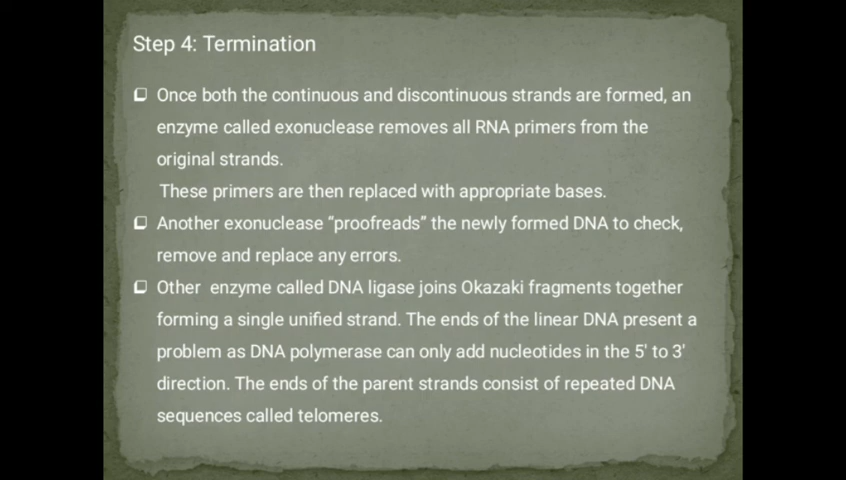 Step 4: Termination
Once both the continuous and discontinuous strands are formed, an
enzyme called exonuclease removes all RNA primers from the
original strands.
These primers are then replaced with appropriate bases.
Another exonuclease “proofreads” the newly formed DNA to check,
remove and replace any errors.
Other enzyme called DNA ligase joins Okazaki fragments together
forming a single unified strand. The ends of the linear DNA present a
problem as DNA polymerase can only add nucleotides in the 5' to 3'
direction. The ends of the parent strands consist of repeated DNA
sequences called telomeres.